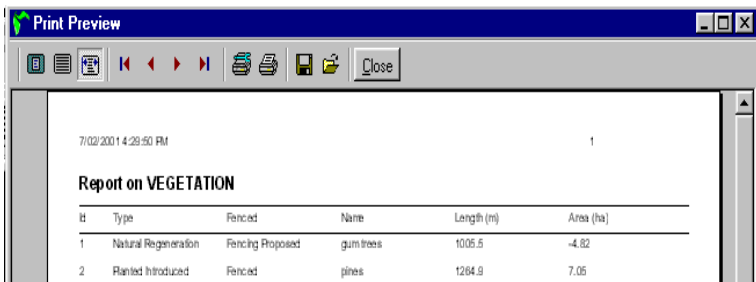 Print Preview
Close
7/02/2001 4:29:50 PM 1
Report on VEGETATION
Id Type Fenced Name Length (m) Area (ha)
1 Natural Regeneration Fencing Proposed gum trees 1005.5 -4.82
2 Planted Introduced Fenced pines 1264.9 7.05